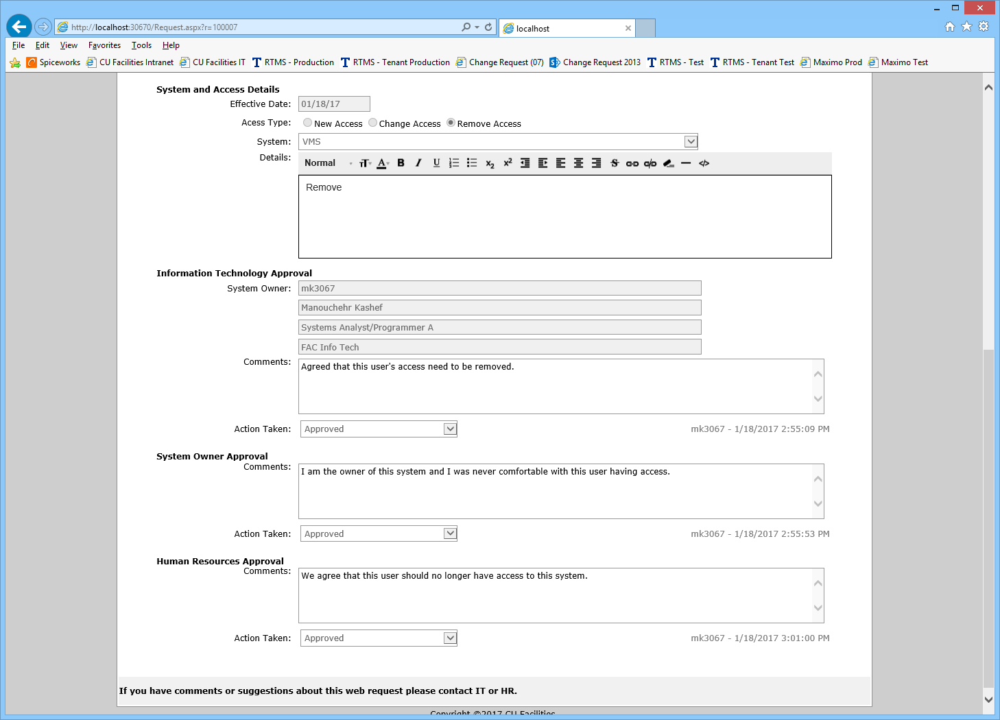 http://localhost:30670/Request.aspx?r=100007
localhost
File Edit View Favorites Tools Help
Spiceworks CU Facilities Intranet CU Facilities IT RTMS - Production RTMS - Tenant Production Change Request (07) Change Request 2013 RTMS - Test RTMS - Tenant Test Maximo Prod Maximo Test
System and Access Details
Effective Date: 01/18/17
Acess Type: New Access Change Access Remove Access
System: VMS
Details:
Normal
Remove
Information Technology Approval
System Owner: mk3067
Manouchehr Kashef
Systems Analyst/Programmer A
FAC Info Tech
Comments: Agreed that this user's access need to be removed.
Action Taken: Approved mk3067 - 1/18/2017 2:55:09 PM
System Owner Approval
Comments: I am the owner of this system and I was never comfortable with this user having access.
Action Taken: Approved mk3067 - 1/18/2017 2:55:53 PM
Human Resources Approval
Comments: We agree that this user should no longer have access to this system.
Action Taken: Approved mk3067 - 1/18/2017 3:01:00 PM
If you have comments or suggestions about this web request please contact IT or HR.
Copyright ©2017 CU Facilities